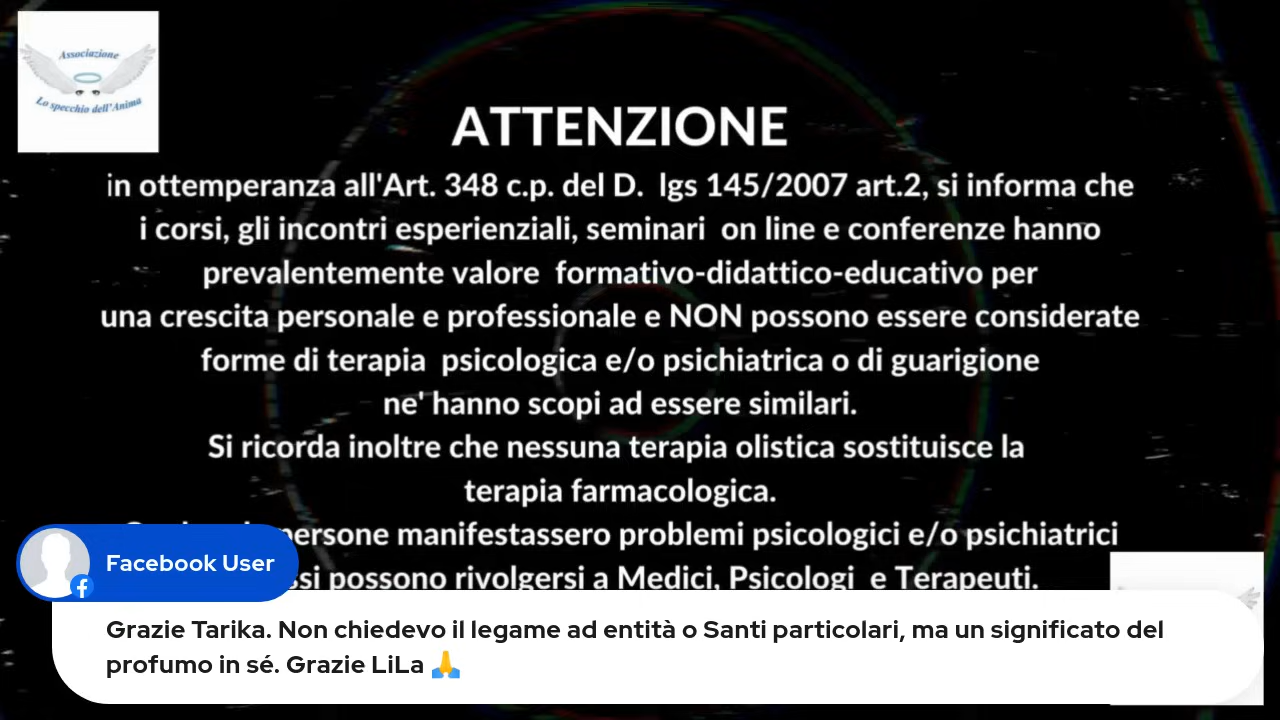 Associazione
Lo specchio dell'Anima
ATTENZIONE
in ottemperanza all'Art. 348 c.p. del D. lgs 145/2007 art.2, si informa che
i corsi, gli incontri esperienziali, seminari on line e conferenze hanno
prevalentemente valore formativo-didattico-educativo per
una crescita personale e professionale e NON possono essere considerate
forme di terapia psicologica e/o psichiatrica o di guarigione
ne' hanno scopi ad essere similari.
Si ricorda inoltre che nessuna terapia olistica sostituisce la
terapia farmacologica.
persone manifestassero problemi psicologici e/o psichiatrici
possono rivolgersi a Medici, Psicologi e Terapeuti.
Facebook User
Grazie Tarika. Non chiedevo il legame ad entità o Santi particolari, ma un significato del
profumo in sé. Grazie LiLa 🙏